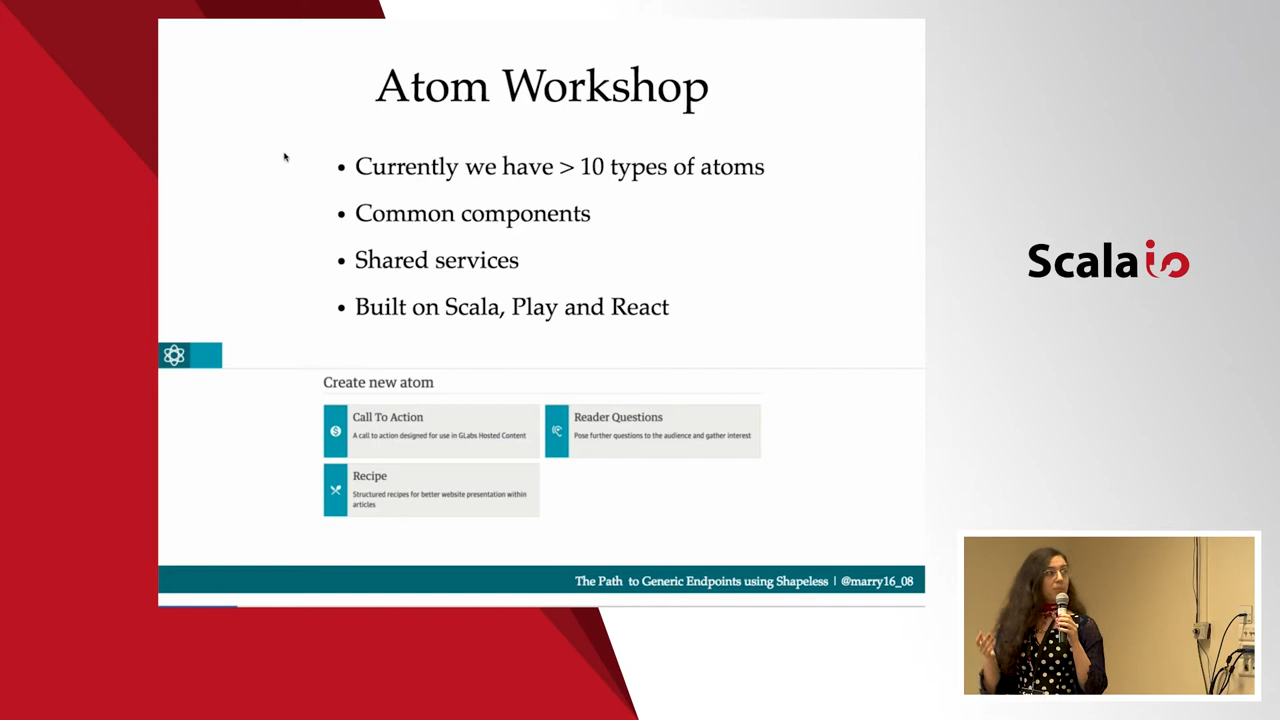 Atom Workshop
• Currently we have > 10 types of atoms
• Common components
• Shared services
• Built on Scala, Play and React
Create new atom
Call To Action
A call to action designed for use in GLabs Hosted Content
Reader Questions
Pose further questions to the audience and gather interest
Recipe
Structured recipes for better website presentation within
articles
The Path to Generic Endpoints using Shapeless | @marry16_08
Scala io